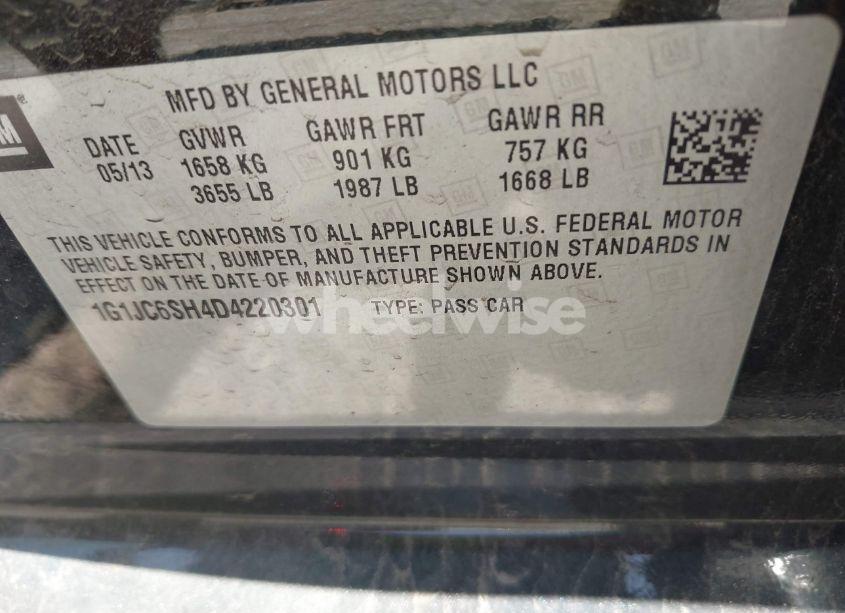 MFD BY GENERAL MOTORS LLC
DATE GVWR GAWR FRT GAWR RR
05/13 1658 KG 901 KG 757 KG
3655 LB 1987 LB 1668 LB
THIS VEHICLE CONFORMS TO ALL APPLICABLE U.S. FEDERAL MOTOR
VEHICLE SAFETY, BUMPER, AND THEFT PREVENTION STANDARDS IN
EFFECT ON THE DATE OF MANUFACTURE SHOWN ABOVE.
1G1JC6SH4D4220301 TYPE: PASS CAR
wheelwise